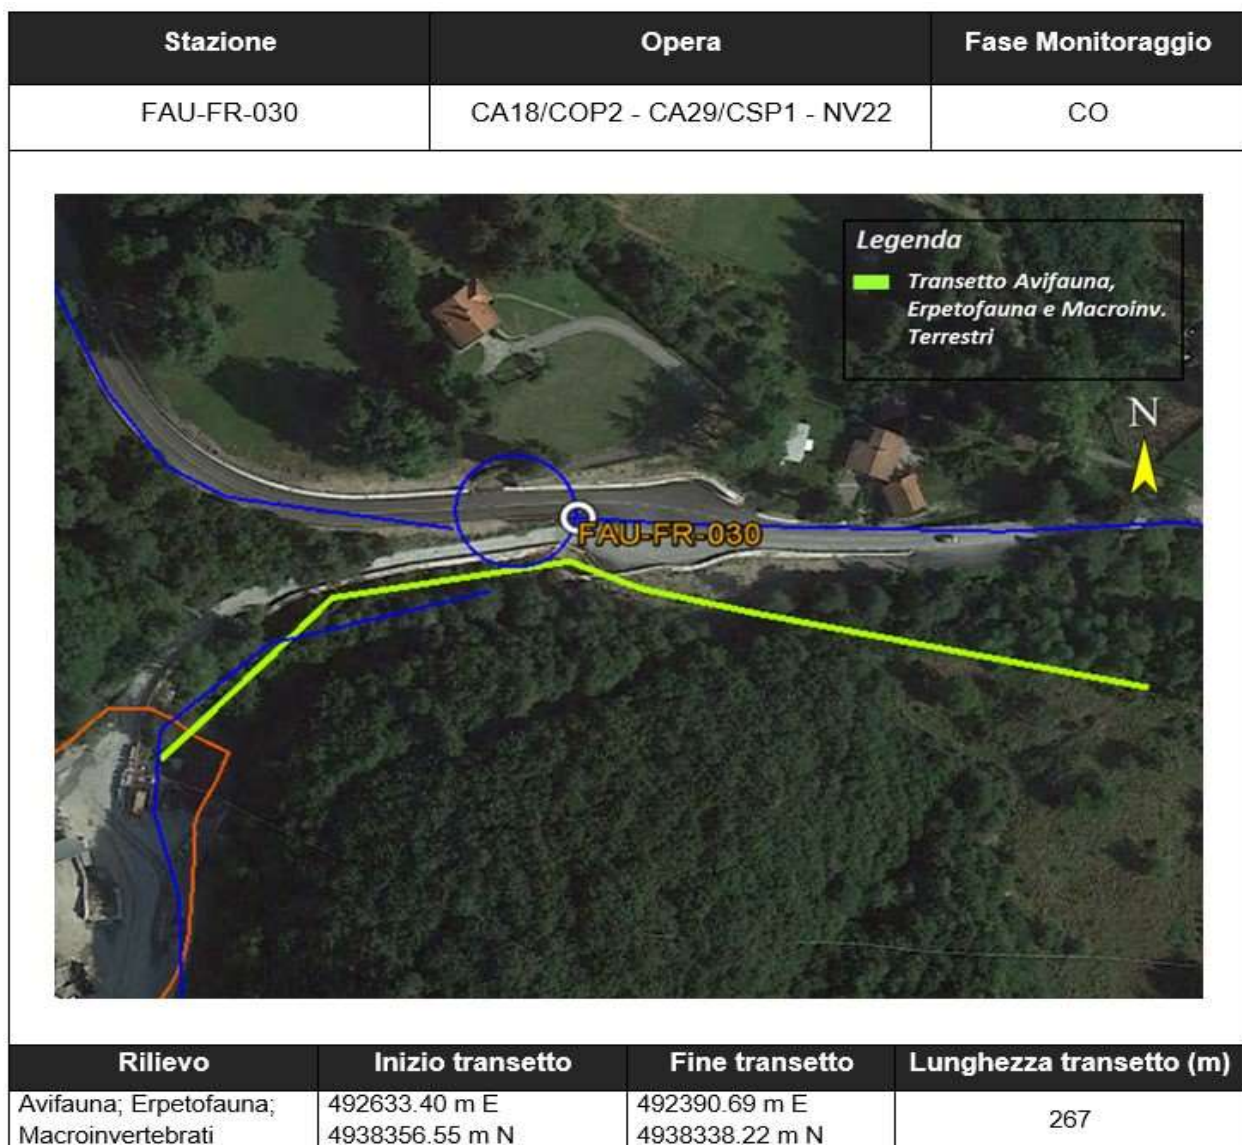 Stazione Opera Fase Monitoraggio
FAU-FR-030 CA18/COP2 - CA29/CSP1 - NV22 CO
Legenda
Transetto Avifauna,
Erpetofauna e Macroinv.
Terrestri
N
FAU-FR-030
Rilievo Inizio transetto Fine transetto Lunghezza transetto (m)
Avifauna; Erpetofauna; 492633.40 m E 492390.69 m E 267
Macroinvertebrati 4938356.55 m N 4938338.22 m N